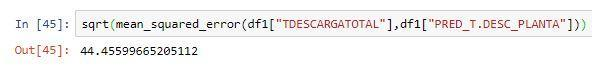 In [45]: sqrt(mean_squared_error(df1["TDESCARGATOTAL"],df1["PRED_T.DESC_PLANTA"]))
Out[45]: 44.45599665205112